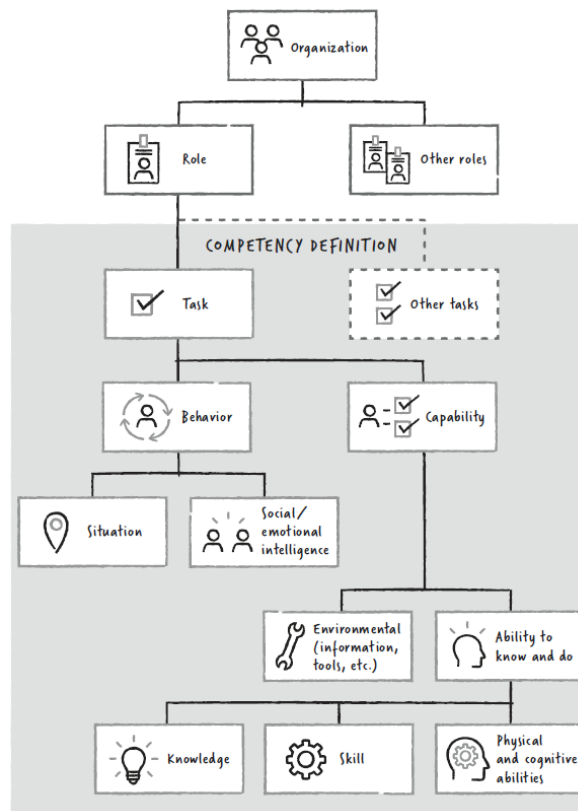 Organization
Role
Other roles
COMPETENCY DEFINITION
Task
Other tasks
Behavior
Capability
Situation
Social/
emotional
intelligence
Environmental
(information,
tools, etc.)
Ability to
know and do
Knowledge
Skill
Physical
and cognitive
abilities